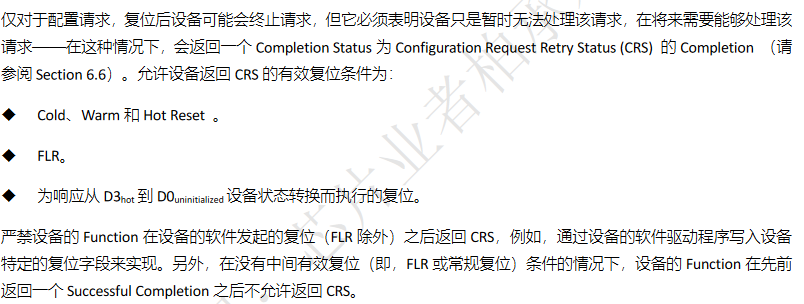 仅对于配置请求，复位后设备可能会终止请求，但它必须表明设备只是暂时无法处理该请求，在将来需要能够处理该
请求——在这种情况下，会返回一个 Completion Status 为 Configuration Request Retry Status (CRS) 的 Completion （请
参阅 Section 6.6）。允许设备返回 CRS 的有效复位条件为：
◆ Cold、Warm 和 Hot Reset 。
◆ FLR。
◆ 为响应从 D3hot 到 D0uninitialized 设备状态转换而执行的复位。
严禁设备的 Function 在设备的软件发起的复位（FLR 除外）之后返回 CRS，例如，通过设备的软件驱动程序写入设备
特定的复位字段来实现。另外，在没有中间有效复位（即，FLR 或常规复位）条件的情况下，设备的 Function 在先前
返回一个 Successful Completion 之后不允许返回 CRS。
芯片业者柏承